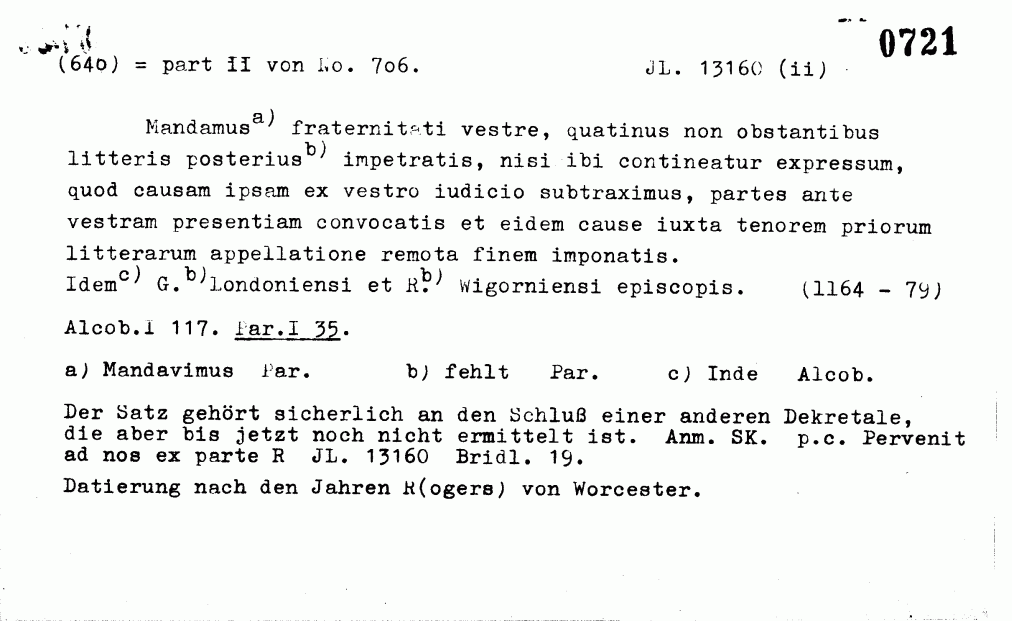 0721
(640) = part II von No. 706. JL. 13160 (ii)
Mandamus a) fraternitati vestre, quatinus non obstantibus
litteris posterius b) impetratis, nisi ibi contineatur expressum,
quod causam ipsam ex vestro iudicio subtraximus, partes ante
vestram presentiam convocatis et eidem cause iuxta tenorem priorum
litterarum appellatione remota finem imponatis.
Idem c) G. b) Londoniensi et R. b) Wigorniensi episcopis. (1164 - 79)
Alcob.I 117. Par.I 35.
a) Mandavimus Par. b) fehlt Par. c) Inde Alcob.
Der Satz gehört sicherlich an den Schluß einer anderen Dekretale,
die aber bis jetzt noch nicht ermittelt ist. Anm. SK. p.c. Pervenit
ad nos ex parte R JL. 13160 Bridl. 19.
Datierung nach den Jahren R(ogers) von Worcester.